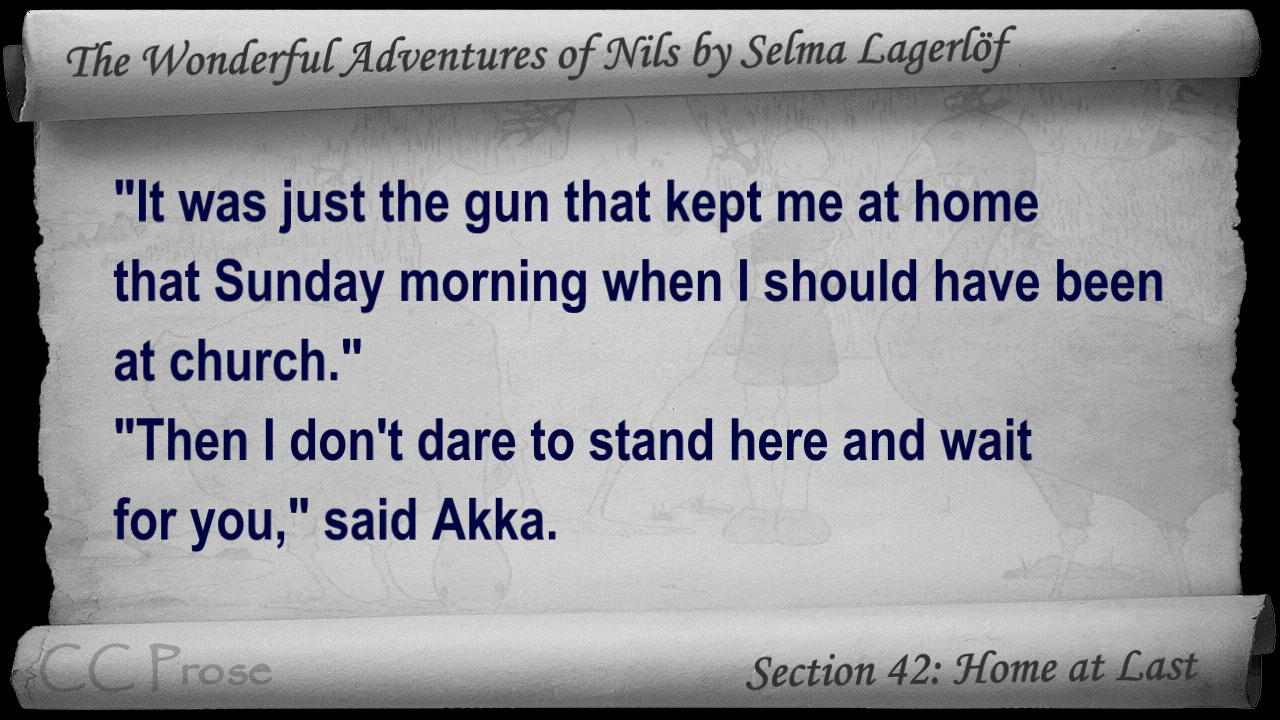 The Wonderful Adventures of Nils by Selma Lagerlöf
"It was just the gun that kept me at home
that Sunday morning when I should have been
at church."
"Then I don't dare to stand here and wait
for you," said Akka.
CC Prose
Section 42: Home at Last